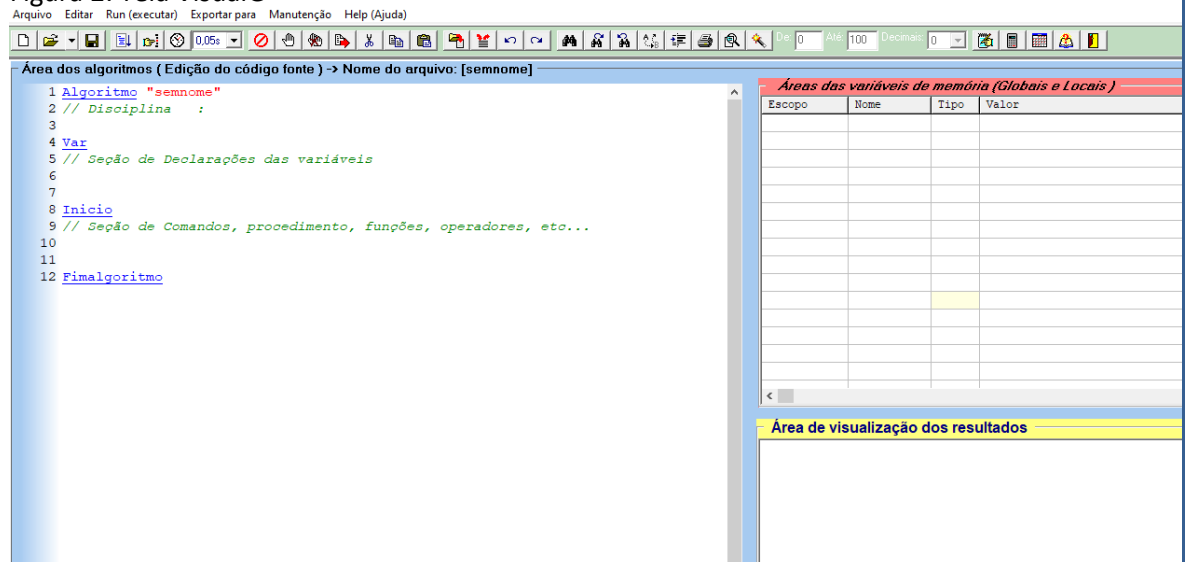 Arquivo Editar Run (executar) Exportar para Manutenção Help (Ajuda)
0,05s De: 0 Até: 100 Decimais: 0
Área dos algoritmos ( Edição do código fonte ) -> Nome do arquivo: [semnome]
1 Algoritmo "semnome"
2 // Disciplina :
3
4 Var
5 // Seção de Declarações das variáveis
6
7
8 Inicio
9 // Seção de Comandos, procedimento, funções, operadores, etc...
10
11
12 Fimalgoritmo
Áreas das variáveis de memória (Globais e Locais )
Escopo Nome Tipo Valor
Área de visualização dos resultados